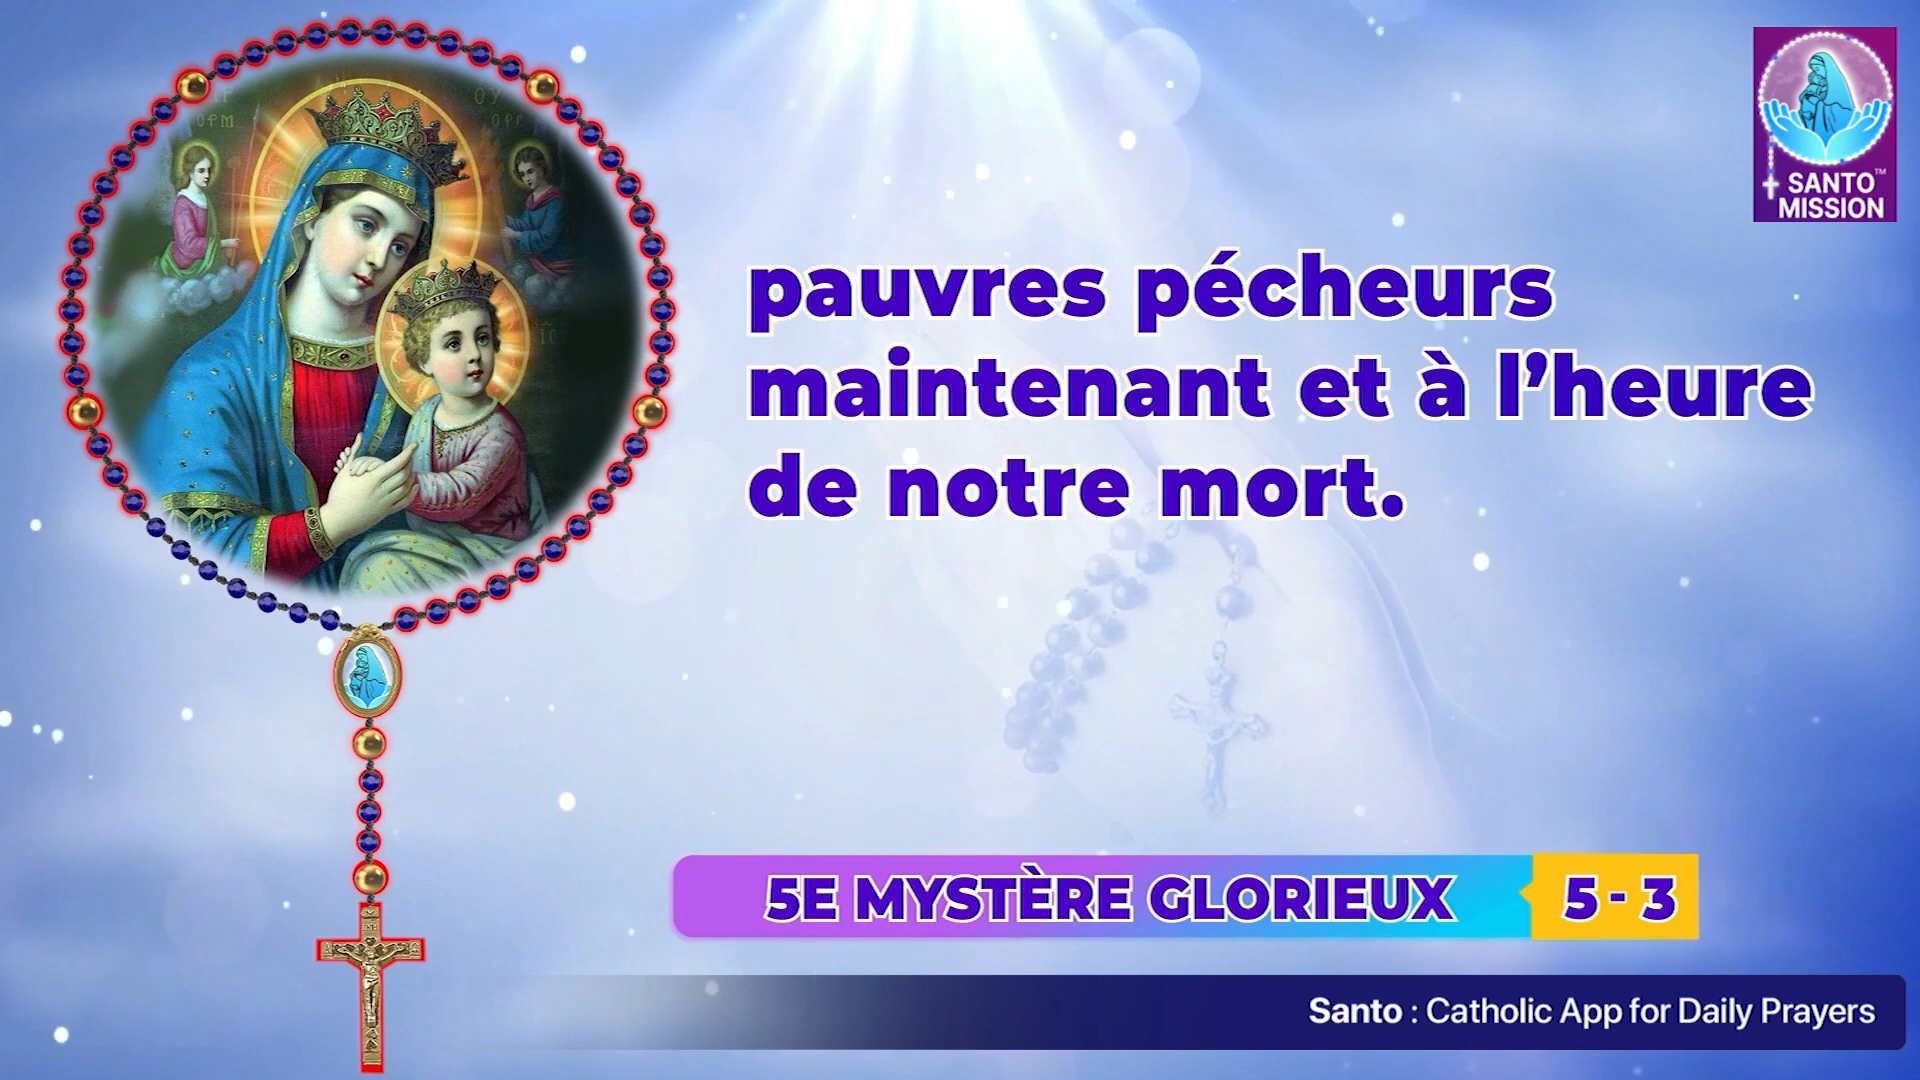 SANTO™
MISSION
pauvres pécheurs
maintenant et à l’heure
de notre mort.
5E MYSTÈRE GLORIEUX
5 - 3
Santo : Catholic App for Daily Prayers